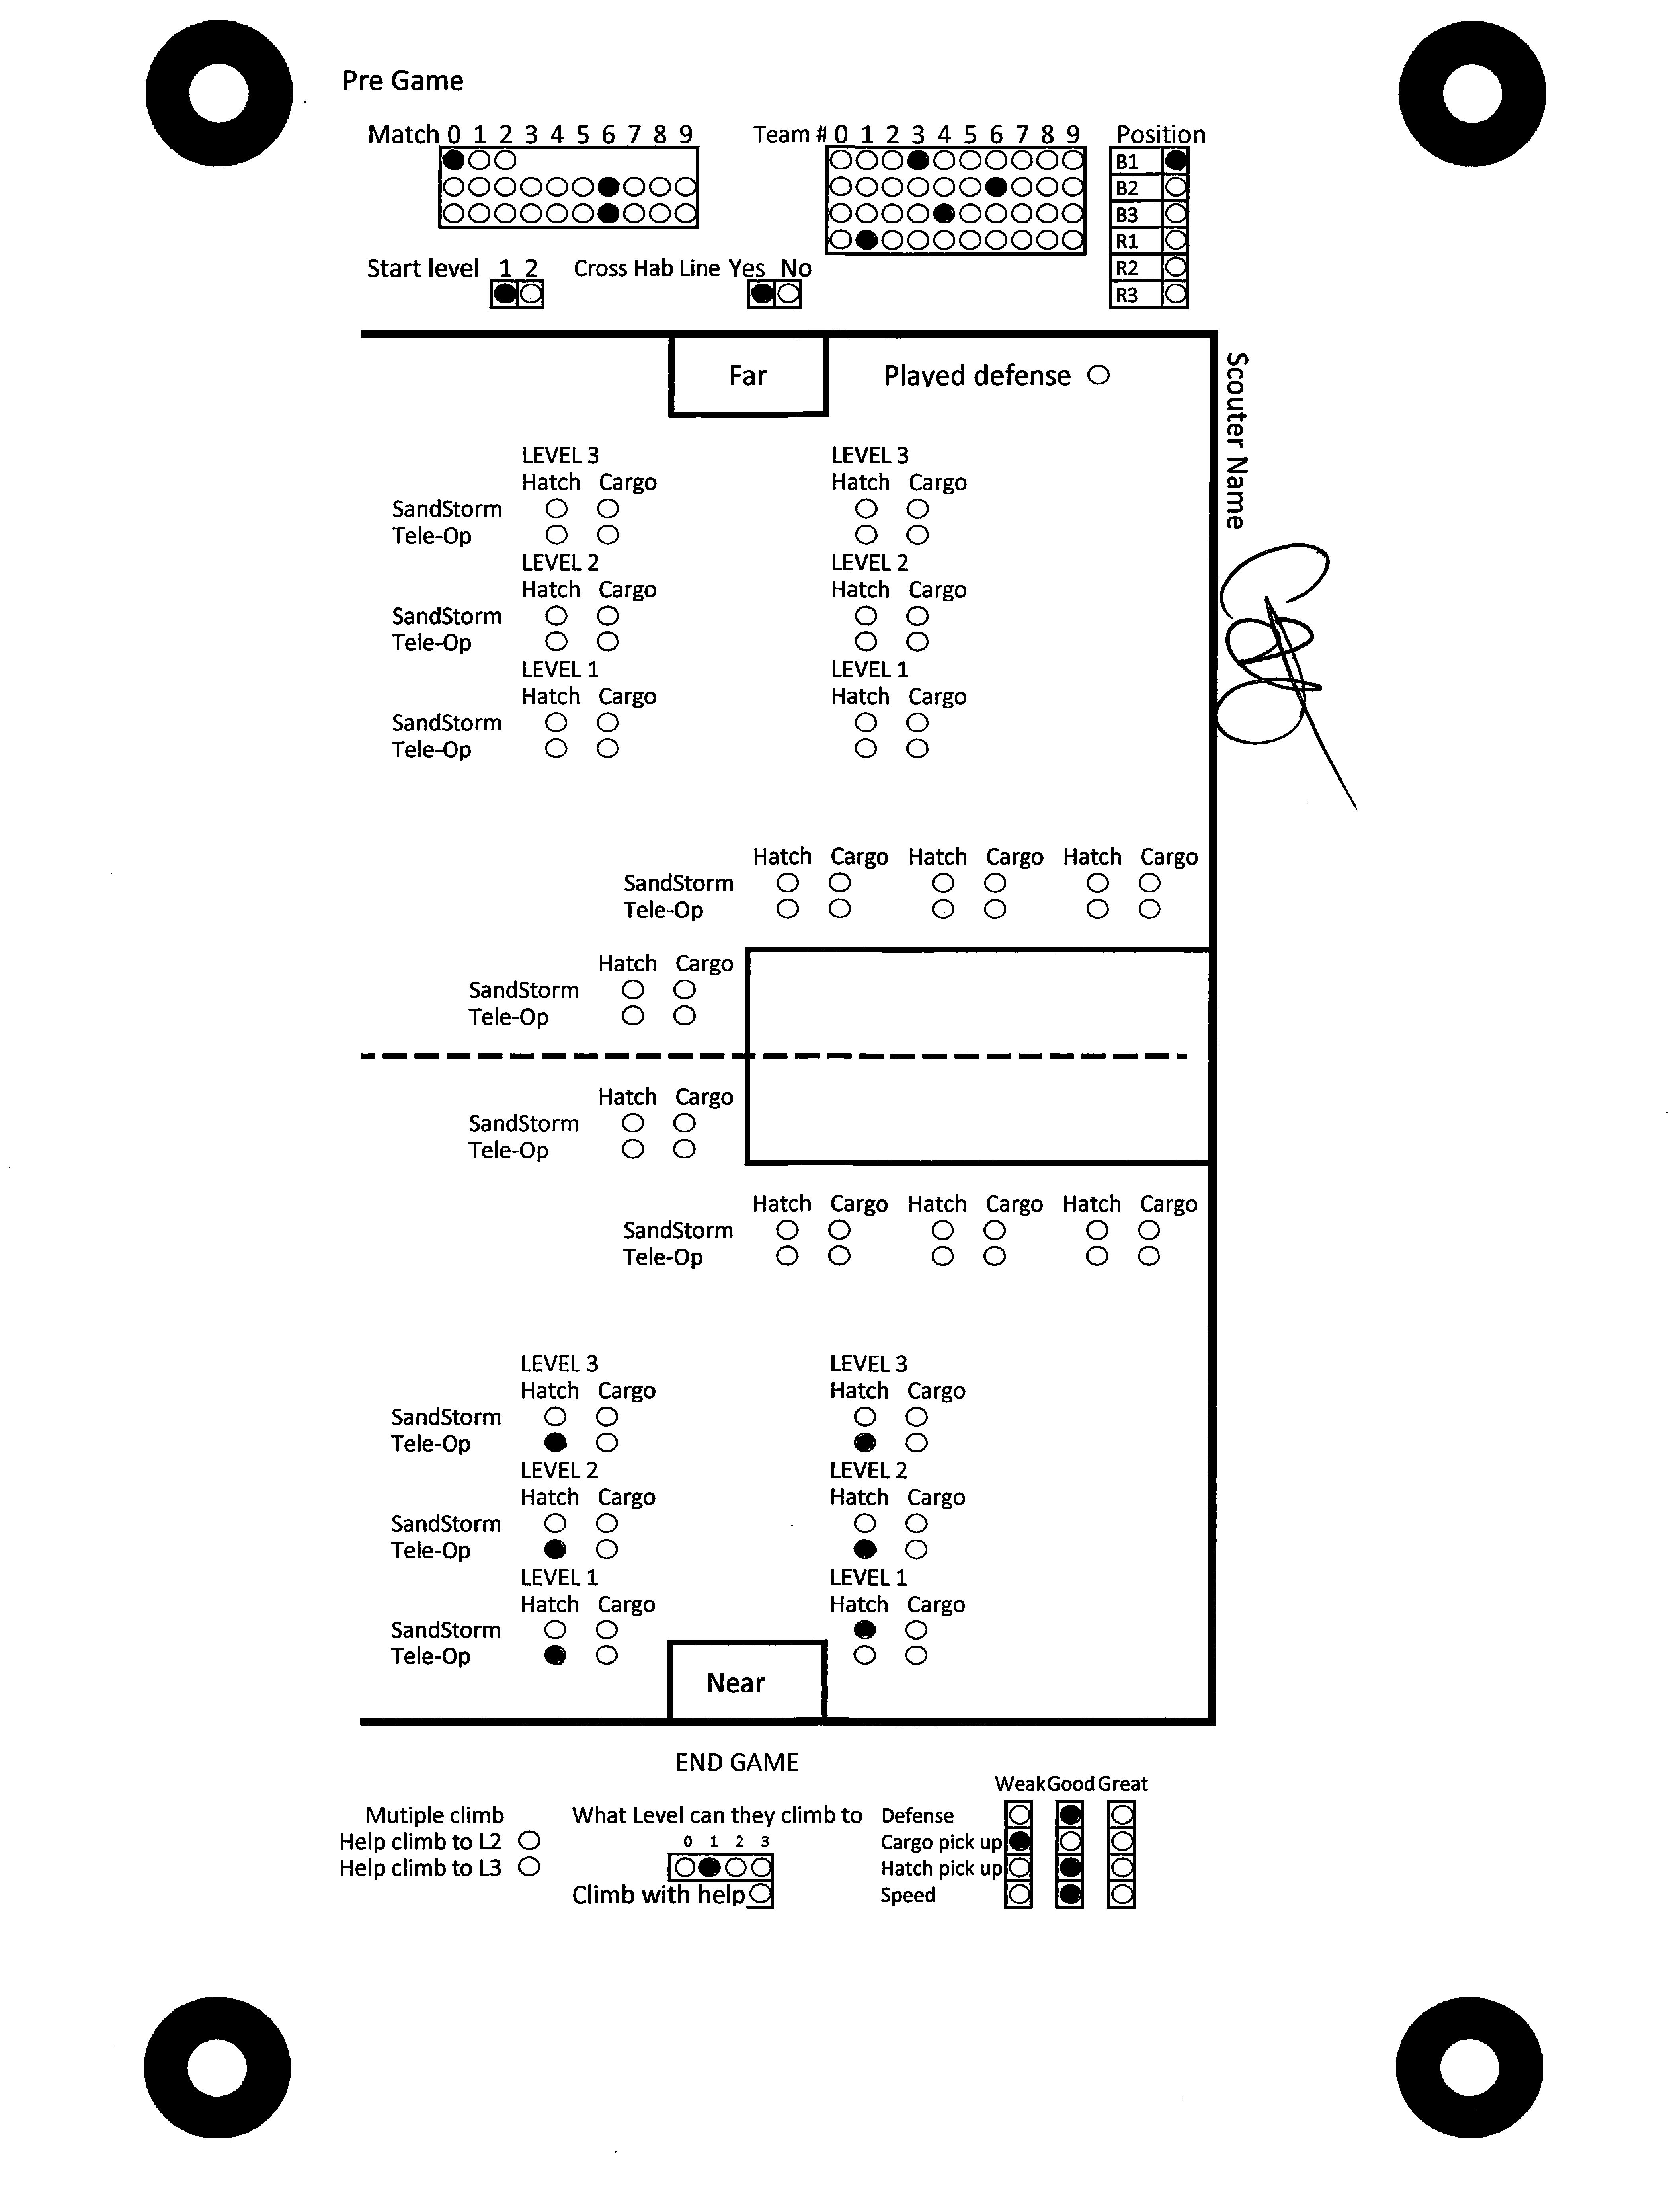 Pre Game
Match 0 1 2 3 4 5 6 7 8 9
Team # 0 1 2 3 4 5 6 7 8 9
Position
B1
B2
B3
R1
R2
R3
Start level 1 2
Cross Hab Line Yes No
Far
Played defense
Scouter Name
LEVEL 3 LEVEL 3
Hatch Cargo Hatch Cargo
SandStorm
Tele-Op
LEVEL 2 LEVEL 2
Hatch Cargo Hatch Cargo
SandStorm
Tele-Op
LEVEL 1 LEVEL 1
Hatch Cargo Hatch Cargo
SandStorm
Tele-Op
Hatch Cargo Hatch Cargo Hatch Cargo
SandStorm
Tele-Op
Hatch Cargo
SandStorm
Tele-Op
Hatch Cargo
SandStorm
Tele-Op
Hatch Cargo Hatch Cargo Hatch Cargo
SandStorm
Tele-Op
LEVEL 3 LEVEL 3
Hatch Cargo Hatch Cargo
SandStorm
Tele-Op
LEVEL 2 LEVEL 2
Hatch Cargo Hatch Cargo
SandStorm
Tele-Op
LEVEL 1 LEVEL 1
Hatch Cargo Hatch Cargo
SandStorm
Tele-Op
Near
END GAME
Mutiple climb
Help climb to L2
Help climb to L3
What Level can they climb to
0 1 2 3
Climb with help
Weak Good Great
Defense
Cargo pick up
Hatch pick up
Speed